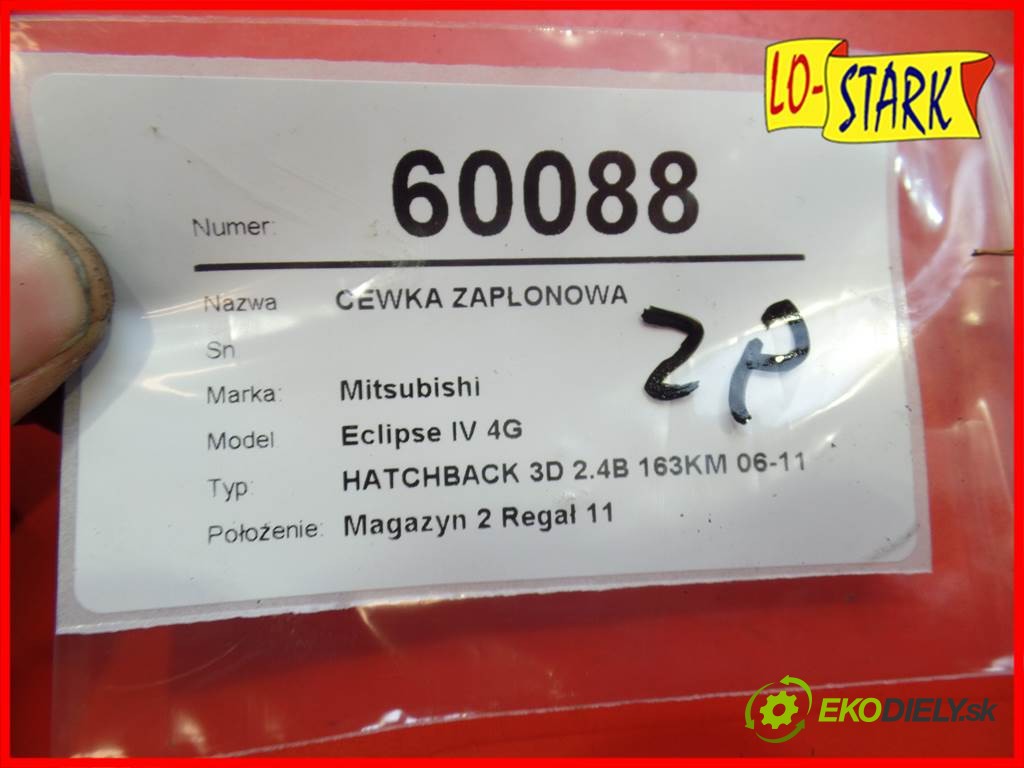 LO-STARK
Numer: 60088
Nazwa CEWKA ZAPLONOWA
Sn
Marka: Mitsubishi
Model Eclipse IV 4G
Typ: HATCHBACK 3D 2.4B 163KM 06-11
Położenie: Magazyn 2 Regał 11
ZP
EKODIELY.sk